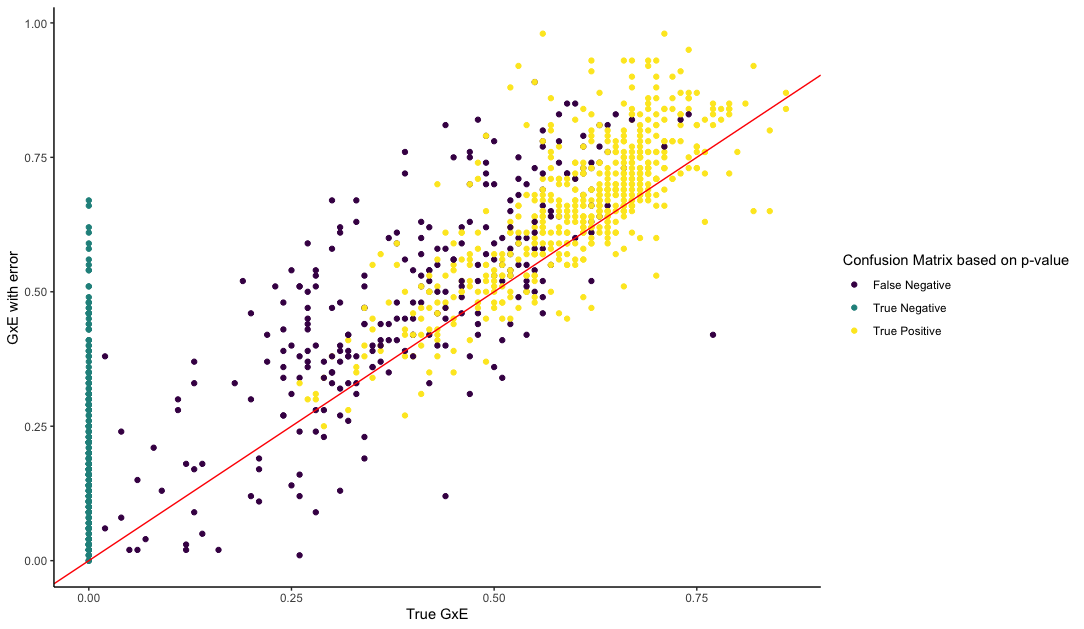 1.00
0.75
0.50
0.25
0.00
GxE with error
0.00
0.25
0.50
0.75
True GxE
Confusion Matrix based on p-value
False Negative
True Negative
True Positive